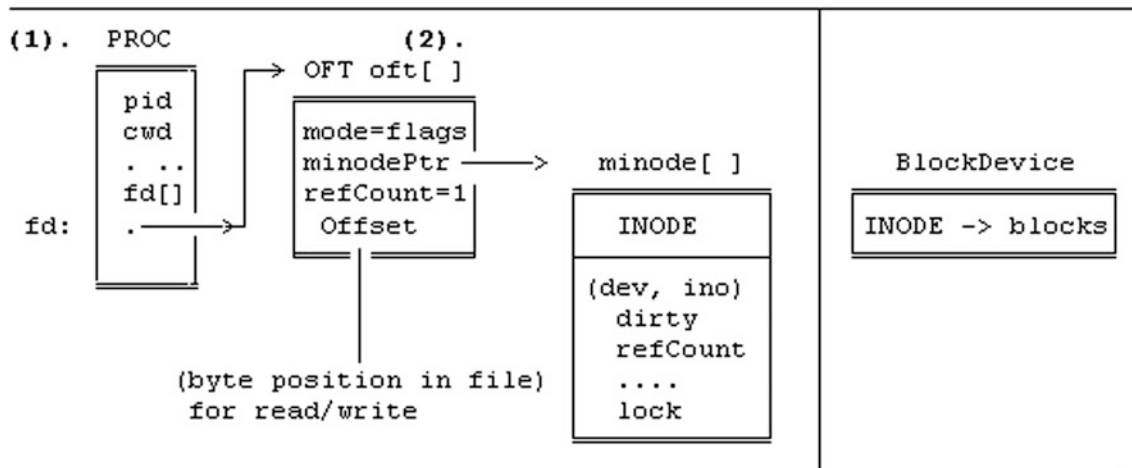 (1). PROC (2).
OFT oft[ ]
pid
cwd mode=flags
. .. minodePtr minode[ ] BlockDevice
fd[] refCount=1
fd: . Offset INODE INODE -> blocks
(dev, ino)
dirty
refCount
(byte position in file) ....
for read/write lock